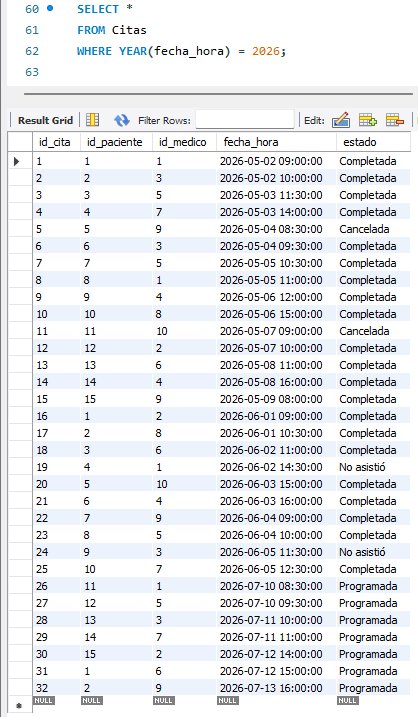 60 SELECT *
61 FROM Citas
62 WHERE YEAR(fecha_hora) = 2026;
63
Result Grid Filter Rows: Edit:
id_cita id_paciente id_medico fecha_hora estado
1 1 1 2026-05-02 09:00:00 Completada
2 2 3 2026-05-02 10:00:00 Completada
3 3 5 2026-05-03 11:30:00 Completada
4 4 7 2026-05-03 14:00:00 Completada
5 5 9 2026-05-04 08:30:00 Cancelada
6 6 3 2026-05-04 09:30:00 Completada
7 7 5 2026-05-05 10:30:00 Completada
8 8 1 2026-05-05 11:00:00 Completada
9 9 4 2026-05-06 12:00:00 Completada
10 10 8 2026-05-06 15:00:00 Completada
11 11 10 2026-05-07 09:00:00 Cancelada
12 12 2 2026-05-07 10:00:00 Completada
13 13 6 2026-05-08 11:00:00 Completada
14 14 4 2026-05-08 16:00:00 Completada
15 15 9 2026-05-09 08:00:00 Completada
16 1 2 2026-06-01 09:00:00 Completada
17 2 8 2026-06-01 10:30:00 Completada
18 3 6 2026-06-02 11:00:00 Completada
19 4 1 2026-06-02 14:30:00 No asistió
20 5 10 2026-06-03 15:00:00 Completada
21 6 4 2026-06-03 16:00:00 Completada
22 7 9 2026-06-04 09:00:00 Completada
23 8 5 2026-06-04 10:00:00 Completada
24 9 3 2026-06-05 11:30:00 No asistió
25 10 7 2026-06-05 12:30:00 Completada
26 11 1 2026-07-10 08:30:00 Programada
27 12 5 2026-07-10 09:30:00 Programada
28 13 3 2026-07-11 10:00:00 Programada
29 14 7 2026-07-11 11:00:00 Programada
30 15 2 2026-07-12 14:00:00 Programada
31 1 6 2026-07-12 15:00:00 Programada
32 2 9 2026-07-13 16:00:00 Programada
NULL NULL NULL NULL NULL